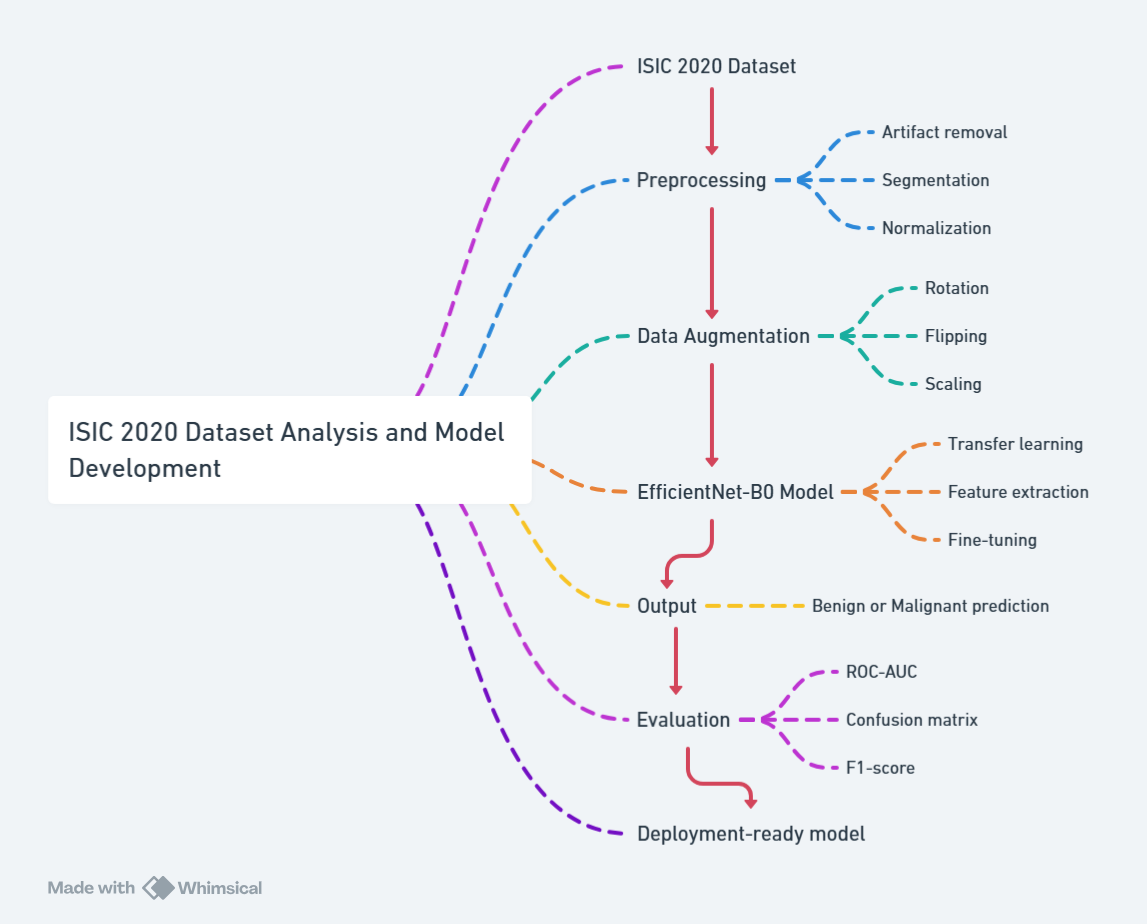 ISIC 2020 Dataset Analysis and Model
Development
ISIC 2020 Dataset
Preprocessing
Artifact removal
Segmentation
Normalization
Data Augmentation
Rotation
Flipping
Scaling
EfficientNet-B0 Model
Transfer learning
Feature extraction
Fine-tuning
Output
Benign or Malignant prediction
Evaluation
ROC-AUC
Confusion matrix
F1-score
Deployment-ready model
Made with Whimsical